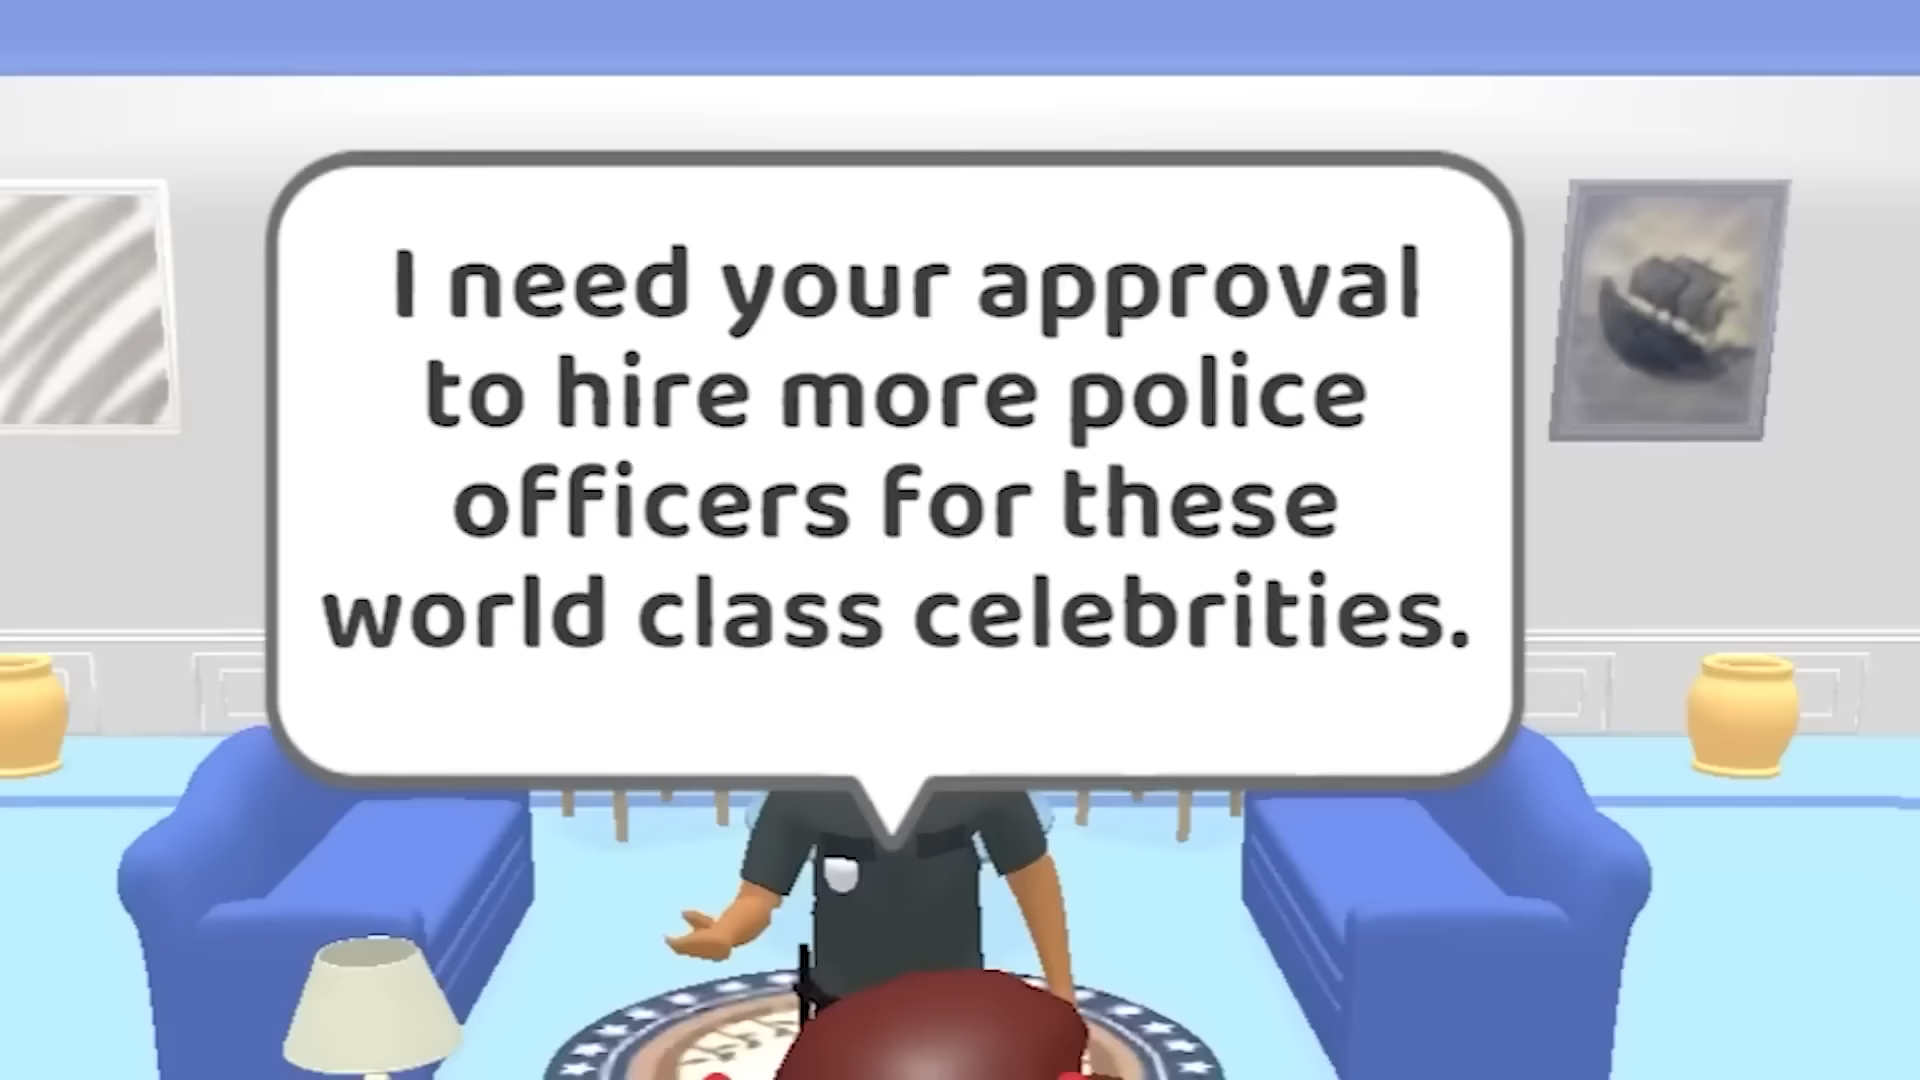 I need your approval
to hire more police
officers for these
world class celebrities.